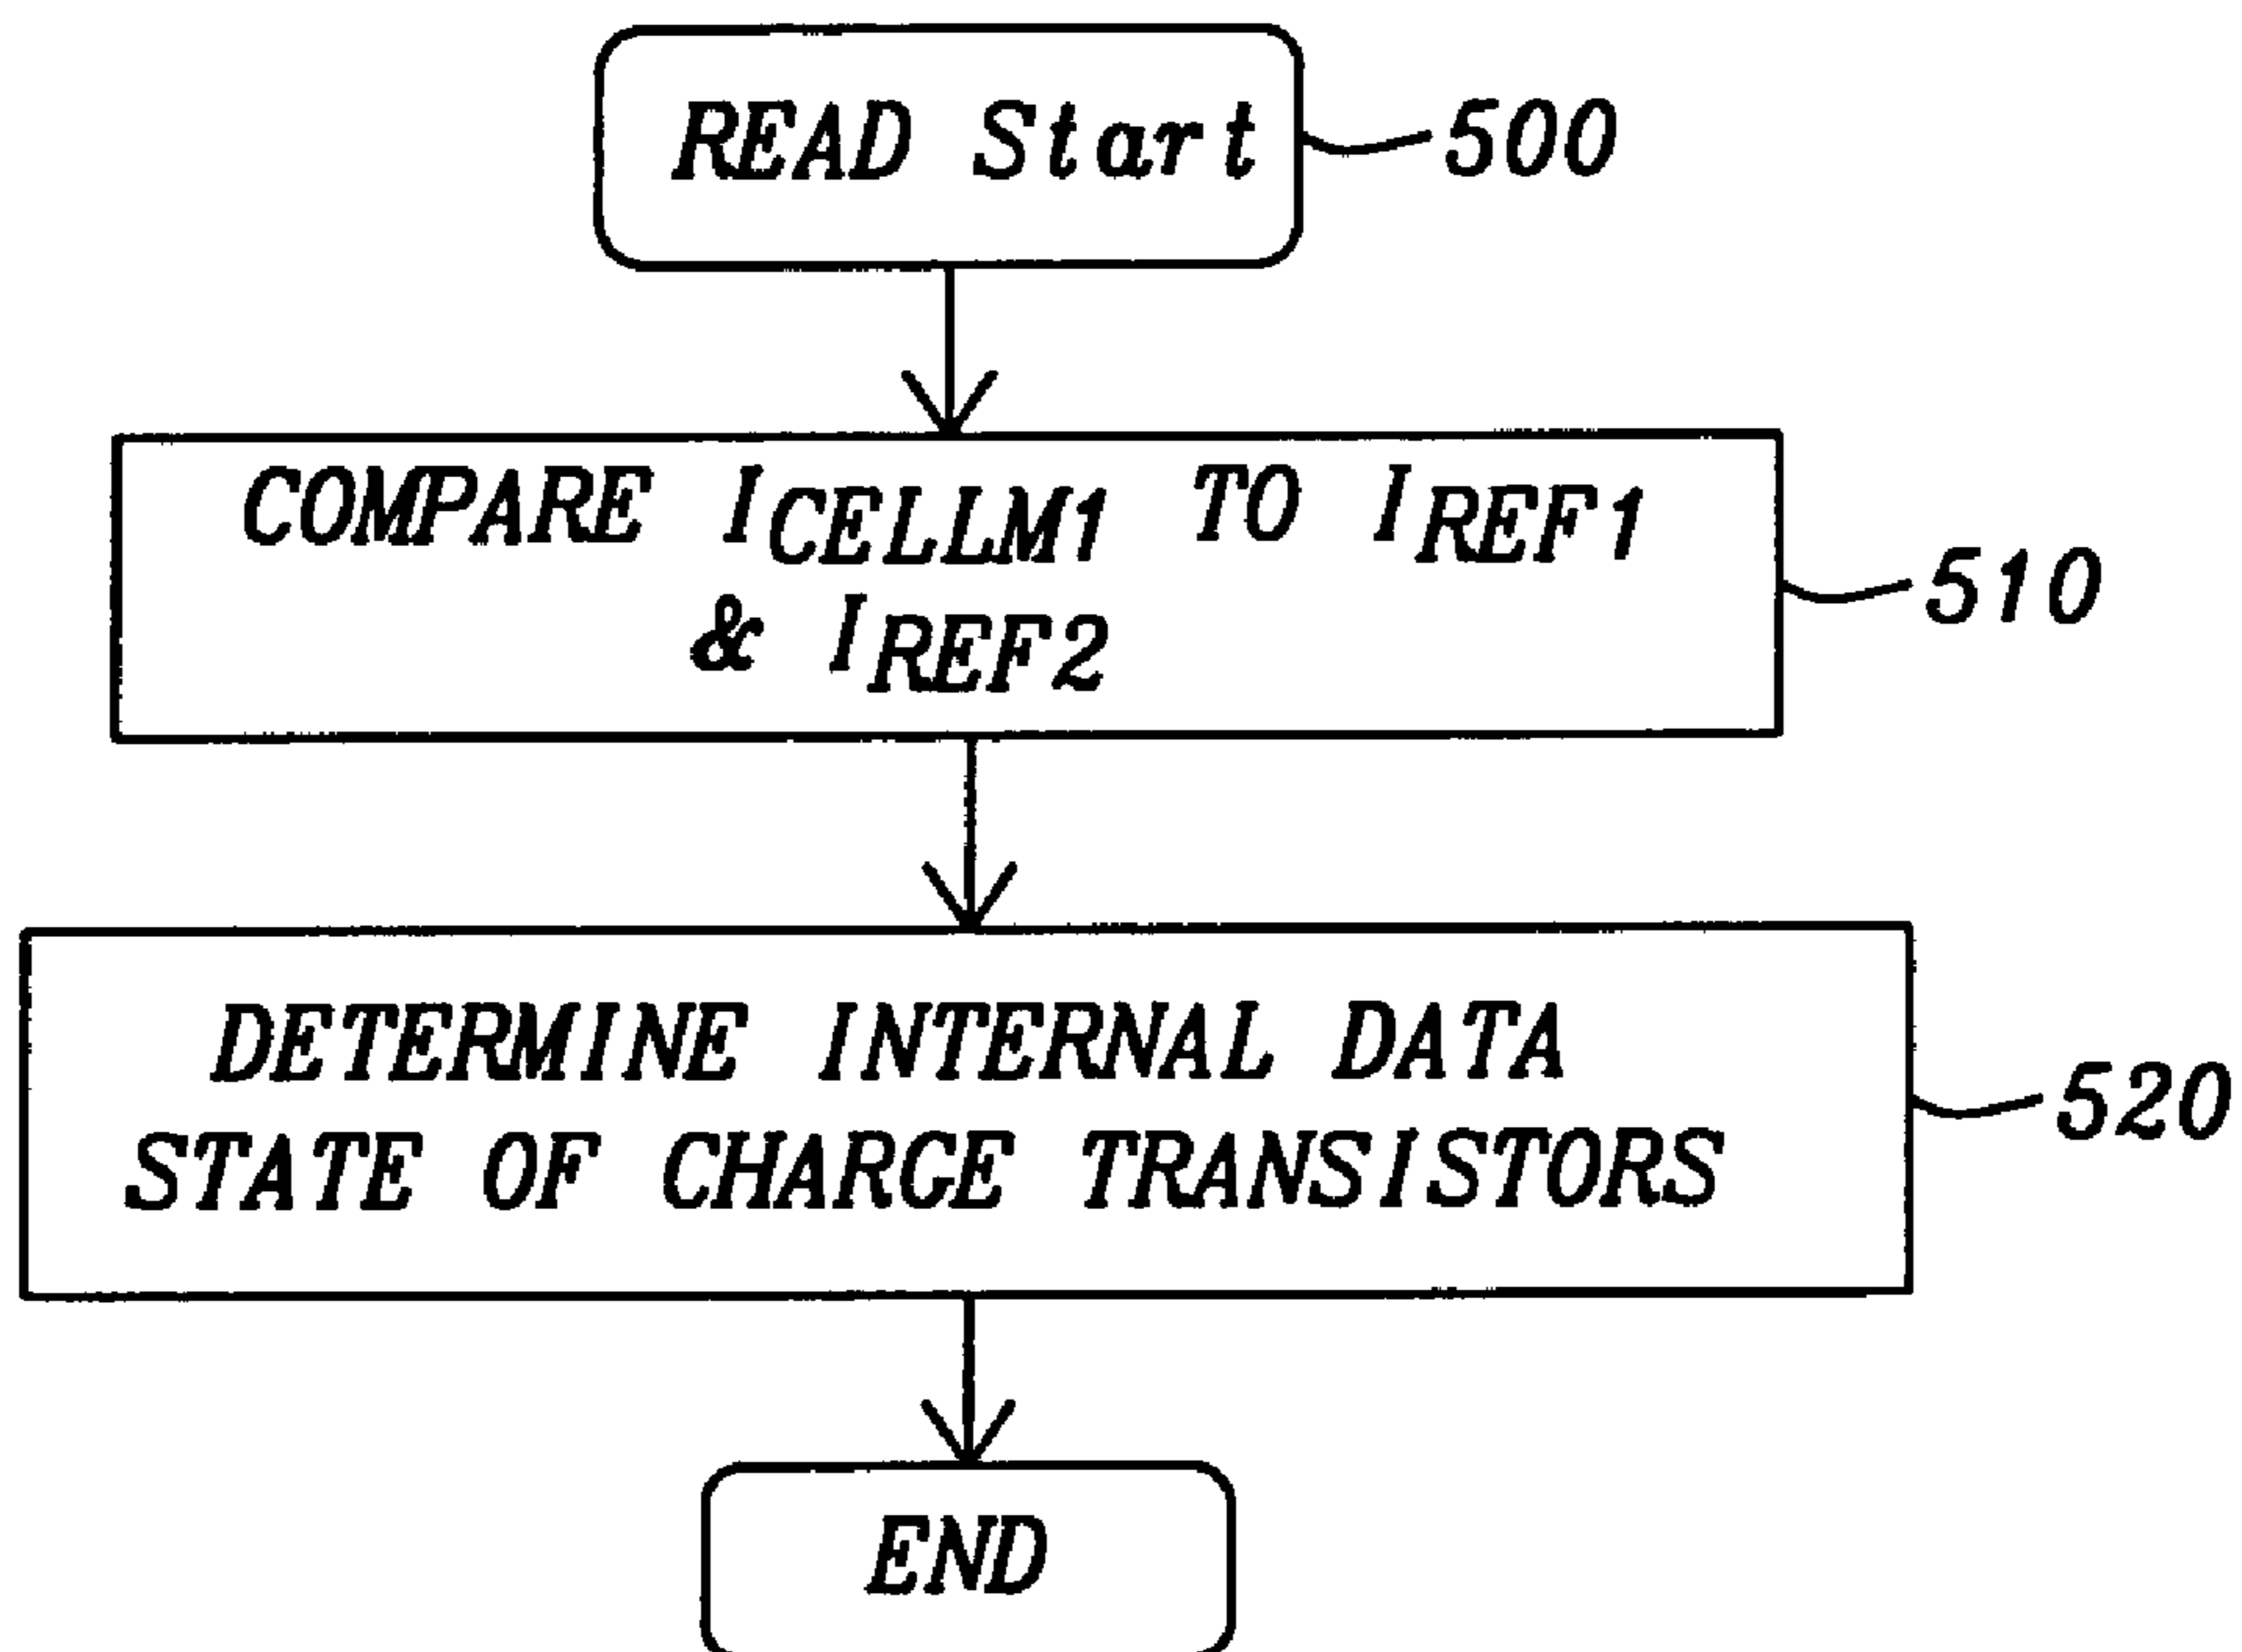 READ Start
500
COMPARE ICELLM1 TO IREF1
& IREF2
510
DETERMINE INTERNAL DATA
STATE OF CHARGE TRANSISTORS
520
END